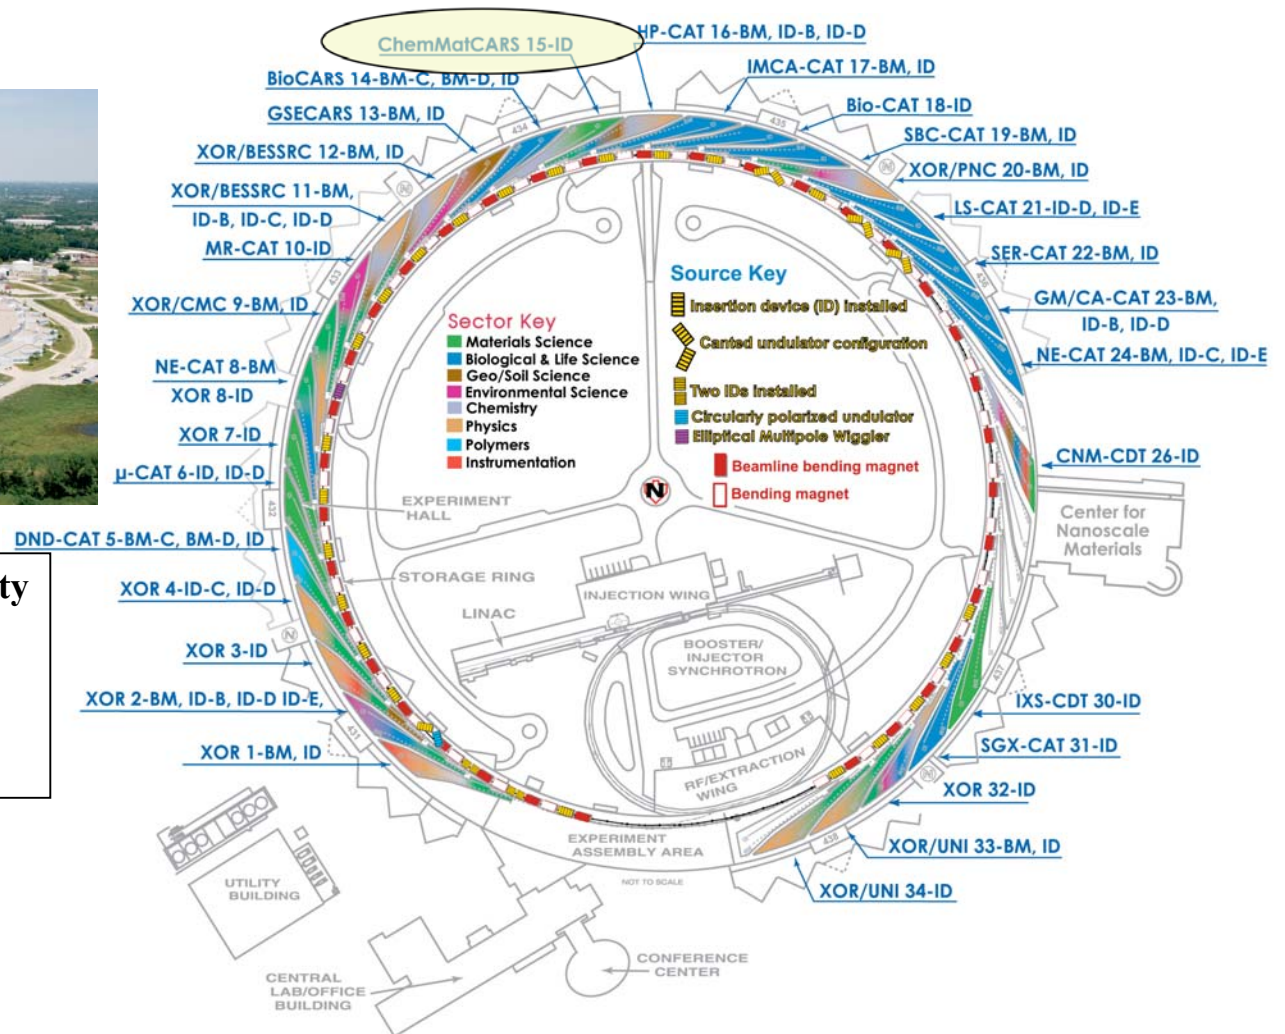 ChemMatCARS 15-ID
HP-CAT 16-BM, ID-B, ID-D
BioCARS 14-BM-C, BM-D, ID
IMCA-CAT 17-BM, ID
GSECARS 13-BM, ID
Bio-CAT 18-ID
434
435
SBC-CAT 19-BM, ID
XOR/BESSRC 12-BM, ID
XOR/PNC 20-BM, ID
N
N
XOR/BESSRC 11-BM,
ID-B, ID-C, ID-D
LS-CAT 21-ID-D, ID-E
MR-CAT 10-ID
SER-CAT 22-BM, ID
433
436
XOR/CMC 9-BM, ID
GM/CA-CAT 23-BM,
ID-B, ID-D
NE-CAT 8-BM
XOR 8-ID
NE-CAT 24-BM, ID-C, ID-E
XOR 7-ID
µ-CAT 6-ID, ID-D
CNM-CDT 26-ID
Source Key
Insertion device (ID) installed
Canted undulator configuration
Two IDs installed
Circularly polarized undulator
Elliptical Multipole Wiggler
Beamline bending magnet
Bending magnet
Sector Key
Materials Science
Biological & Life Science
Geo/Soil Science
Environmental Science
Chemistry
Physics
Polymers
Instrumentation
N
EXPERIMENT
HALL
432
Center for
Nanoscale
Materials
DND-CAT 5-BM-C, BM-D, ID
STORAGE RING
ty
XOR 4-ID-C, ID-D
LINAC
INJECTION WING
N
BOOSTER/
INJECTOR
SYNCHROTRON
XOR 3-ID
437
XOR 2-BM, ID-B, ID-D ID-E,
IXS-CDT 30-ID
431
XOR 1-BM, ID
SGX-CAT 31-ID
RF/EXTRACTION
WING
N
XOR 32-ID
EXPERIMENT
ASSEMBLY AREA
438
XOR/UNI 33-BM, ID
NOT TO SCALE
XOR/UNI 34-ID
UTILITY
BUILDING
CONFERENCE
CENTER
CENTRAL
LAB/OFFICE
BUILDING